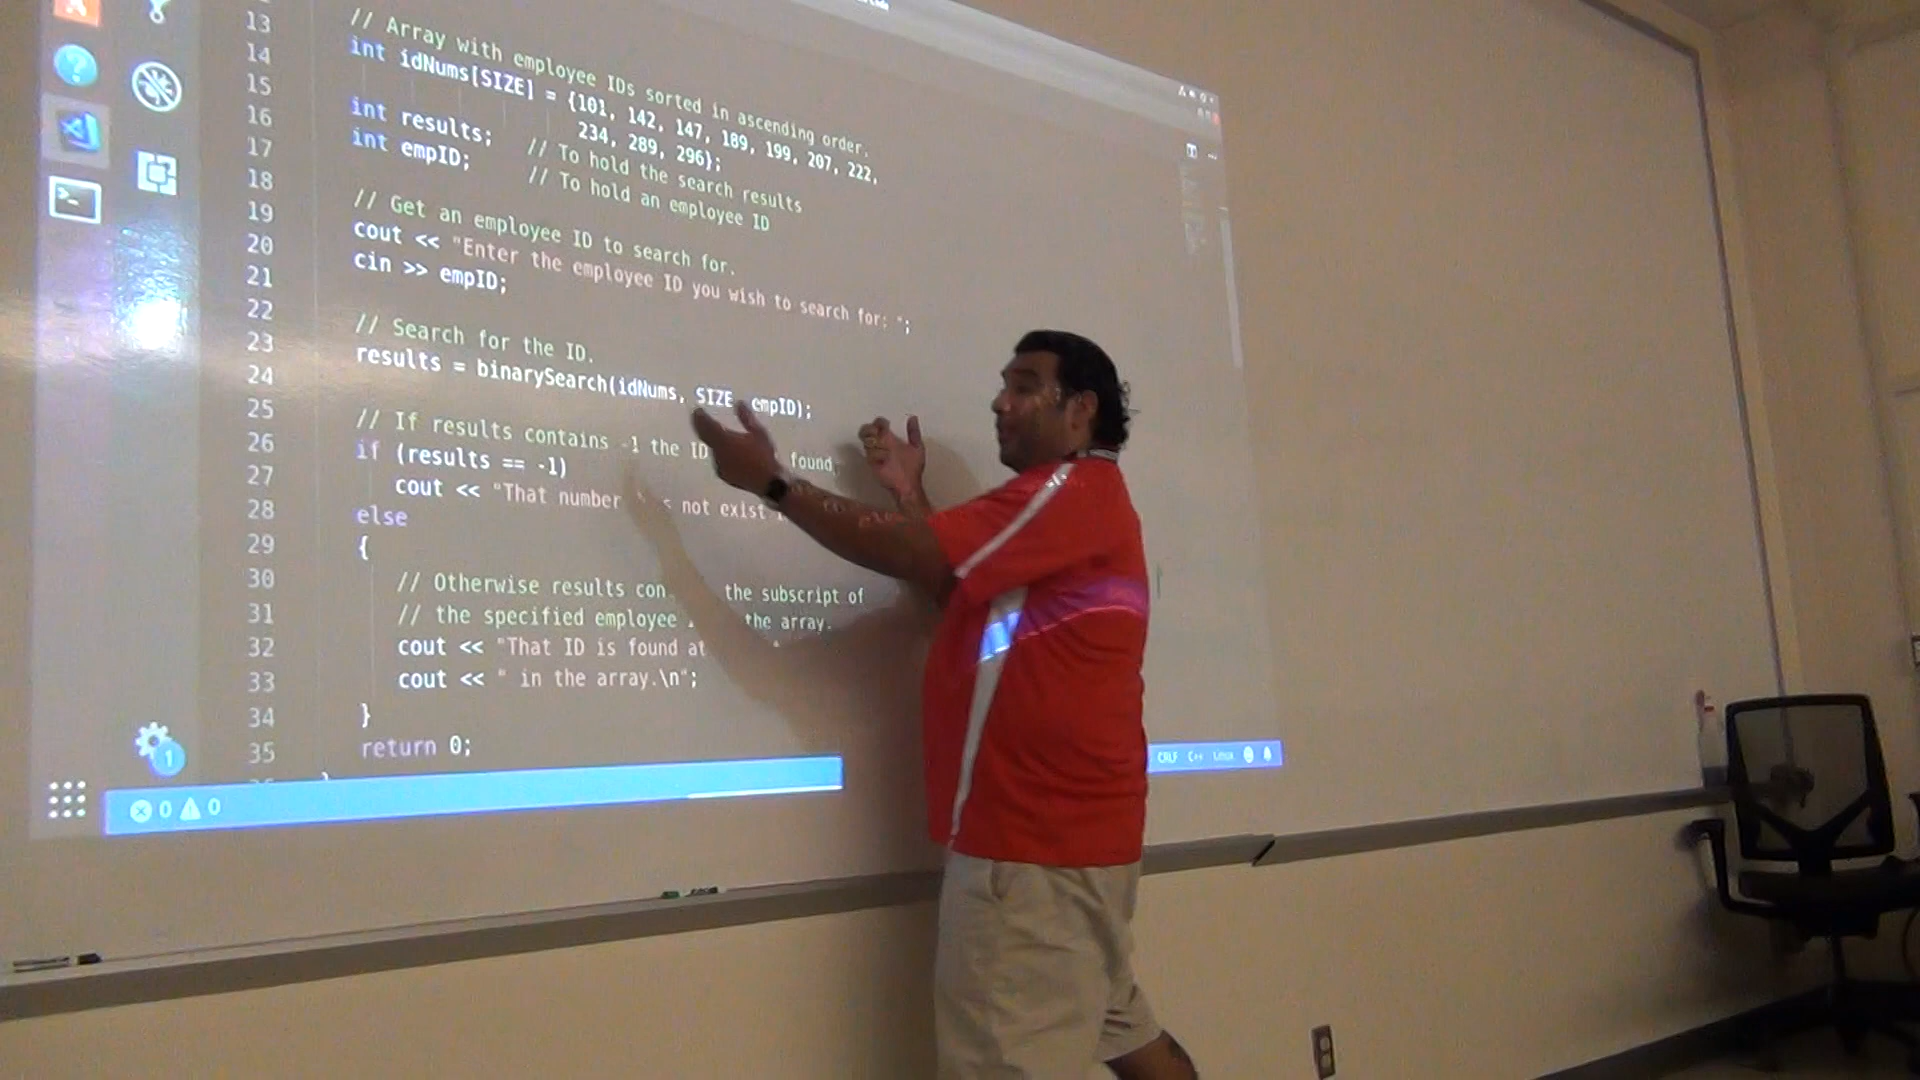 13 // Array with employee IDs sorted in ascending order.
14 int idNums[SIZE] = {101, 142, 147, 189, 199, 207, 222,
15 234, 289, 296};
16 int results; // To hold the search results
17 int empID; // To hold an employee ID
18
19 // Get an employee ID to search for.
20 cout << "Enter the employee ID you wish to search for: ";
21 cin >> empID;
22
23 // Search for the ID.
24 results = binarySearch(idNums, SIZE, empID);
25
26 // If results contains -1 the ID found
27 if (results == -1)
28 cout << "That number not exist
29 else
30 {
31 // Otherwise results con the subscript of
32 // the specified employee the array.
33 cout << "That ID is found at
34 cout << " in the array.\n";
35 }
return 0;
1
0 0
CRLF C++ Linux